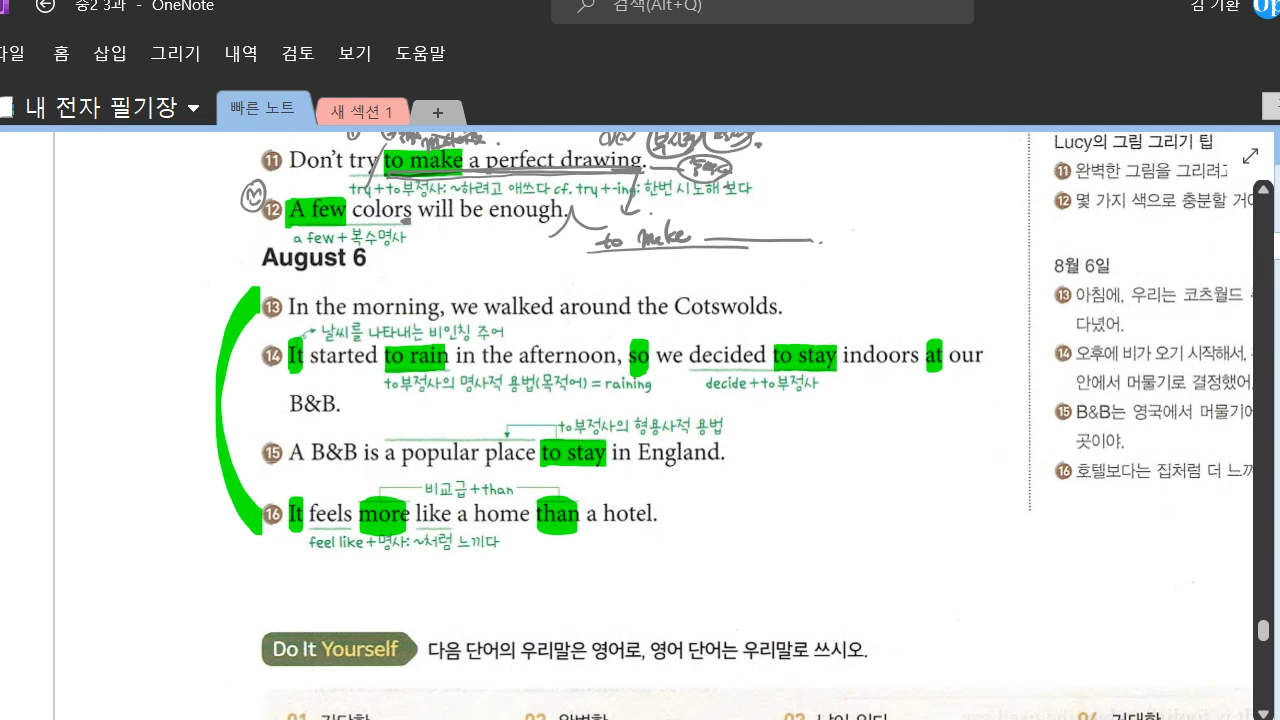 중2 3과 - OneNote
검색(Alt+Q)
김 기환
파일 홈 삽입 그리기 내역 검토 보기 도움말
내 전자 필기장 빠른 노트 새 섹션 1 +
⑪ Don't try to make a perfect drawing.
try+to부정사: ~하려고 애쓰다 cf. try+-ing: 한번 시도해 보다
⑫ A few colors will be enough.
a few+복수명사
to make
August 6
⑬ In the morning, we walked around the Cotswolds.
날씨를 나타내는 비인칭 주어
⑭ It started to rain in the afternoon, so we decided to stay indoors at our
to부정사의 명사적 용법(목적어) = raining decide+to부정사
B&B.
to부정사의 형용사적 용법
⑮ A B&B is a popular place to stay in England.
비교급+than
⑯ It feels more like a home than a hotel.
feel like+명사: ~처럼 느끼다
Lucy의 그림 그리기 팁
⑪ 완벽한 그림을 그리려고
⑫ 몇 가지 색으로 충분할
8월 6일
⑬ 아침에, 우리는 코츠월드
다녔어.
⑭ 오후에 비가 오기 시작해서,
안에서 머물기로 결정했어.
⑮ B&B는 영국에서 머물기에
곳이야.
⑯ 호텔보다는 집처럼 더
Do It Yourself 다음 단어의 우리말은 영어로, 영어 단어는 우리말로 쓰시오.